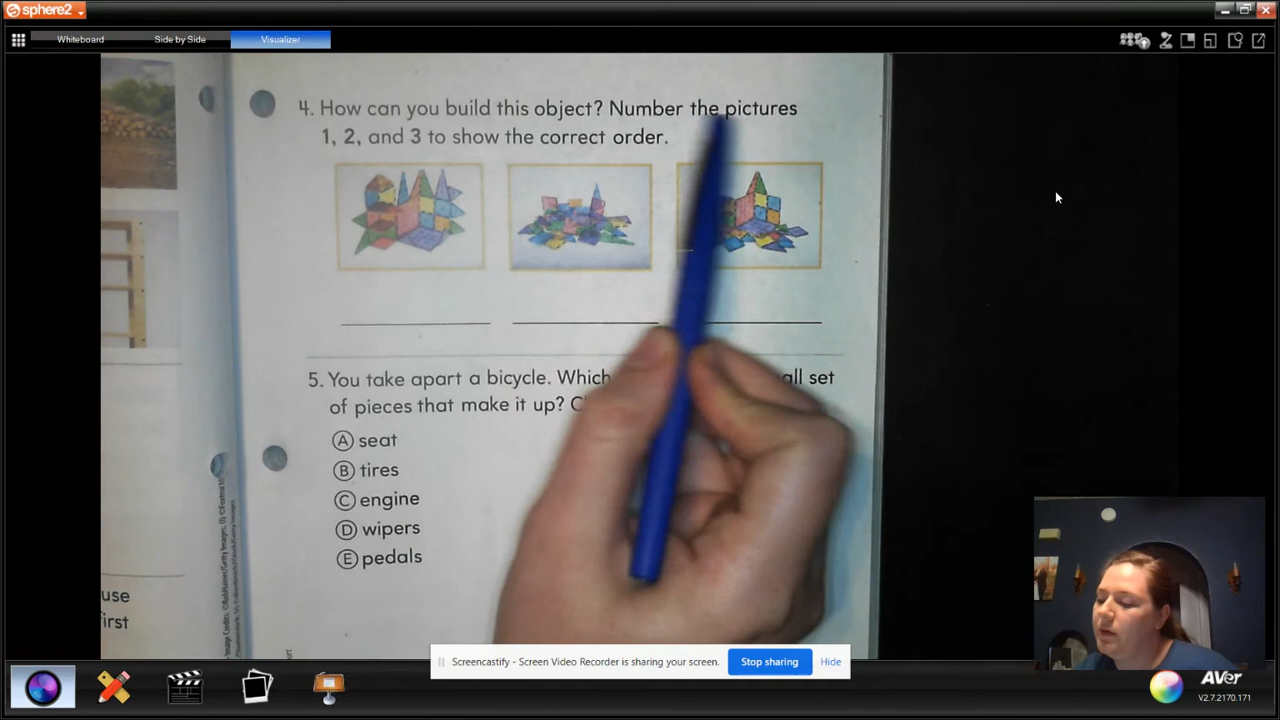 sphere2
Whiteboard
Side by Side
Visualizer
4. How can you build this object? Number the pictures
1, 2, and 3 to show the correct order.
5. You take apart a bicycle. Which all set
of pieces that make it up?
A seat
B tires
C engine
D wipers
E pedals
use
first
Screencastify - Screen Video Recorder is sharing your screen.
Stop sharing
Hide
AVer
V2.7.2170.171